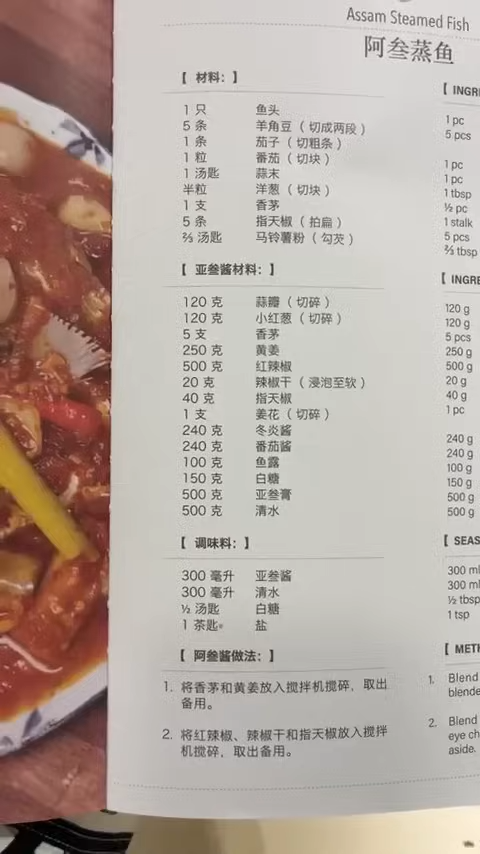 Assam Steamed Fish
阿叁蒸鱼
【 材料：】
1 只 鱼头
5 条 羊角豆（ 切成两段 ）
1 条 茄子（ 切粗条 ）
1 粒 番茄（ 切块 ）
1 汤匙 蒜末
半粒 洋葱（ 切块 ）
1 支 香茅
5 条 指天椒（ 拍扁 ）
⅔ 汤匙 马铃薯粉（ 勾芡 ）
【 亚叁酱材料：】
120 克 蒜瓣（ 切碎 ）
120 克 小红葱（ 切碎 ）
5 支 香茅
250 克 黄姜
500 克 红辣椒
20 克 辣椒干（ 浸泡至软 ）
40 克 指天椒
1 支 姜花（ 切碎 ）
240 克 冬炎酱
240 克 番茄酱
100 克 鱼露
150 克 白糖
500 克 亚叁膏
500 克 清水
【 调味料：】
300 毫升 亚叁酱
300 毫升 清水
½ 汤匙 白糖
1 茶匙 盐
【 阿叁酱做法：】
1. 将香茅和黄姜放入搅拌机搅碎，取出
备用。
2. 将红辣椒、辣椒干和指天椒放入搅拌
机搅碎，取出备用。
【 INGR
1 pc
5 pcs
1 pc
1 pc
1 tbsp
½ pc
1 stalk
5 pcs
⅔ tbsp
【 INGRE
120 g
120 g
5 pcs
250 g
500 g
20 g
40 g
1 pc
240 g
240 g
100 g
150 g
500 g
500 g
【 SEAS
300 ml
300 ml
½ tbsp
1 tsp
【 METH
1. Blend
blende
2. Blend
eye ch
aside.